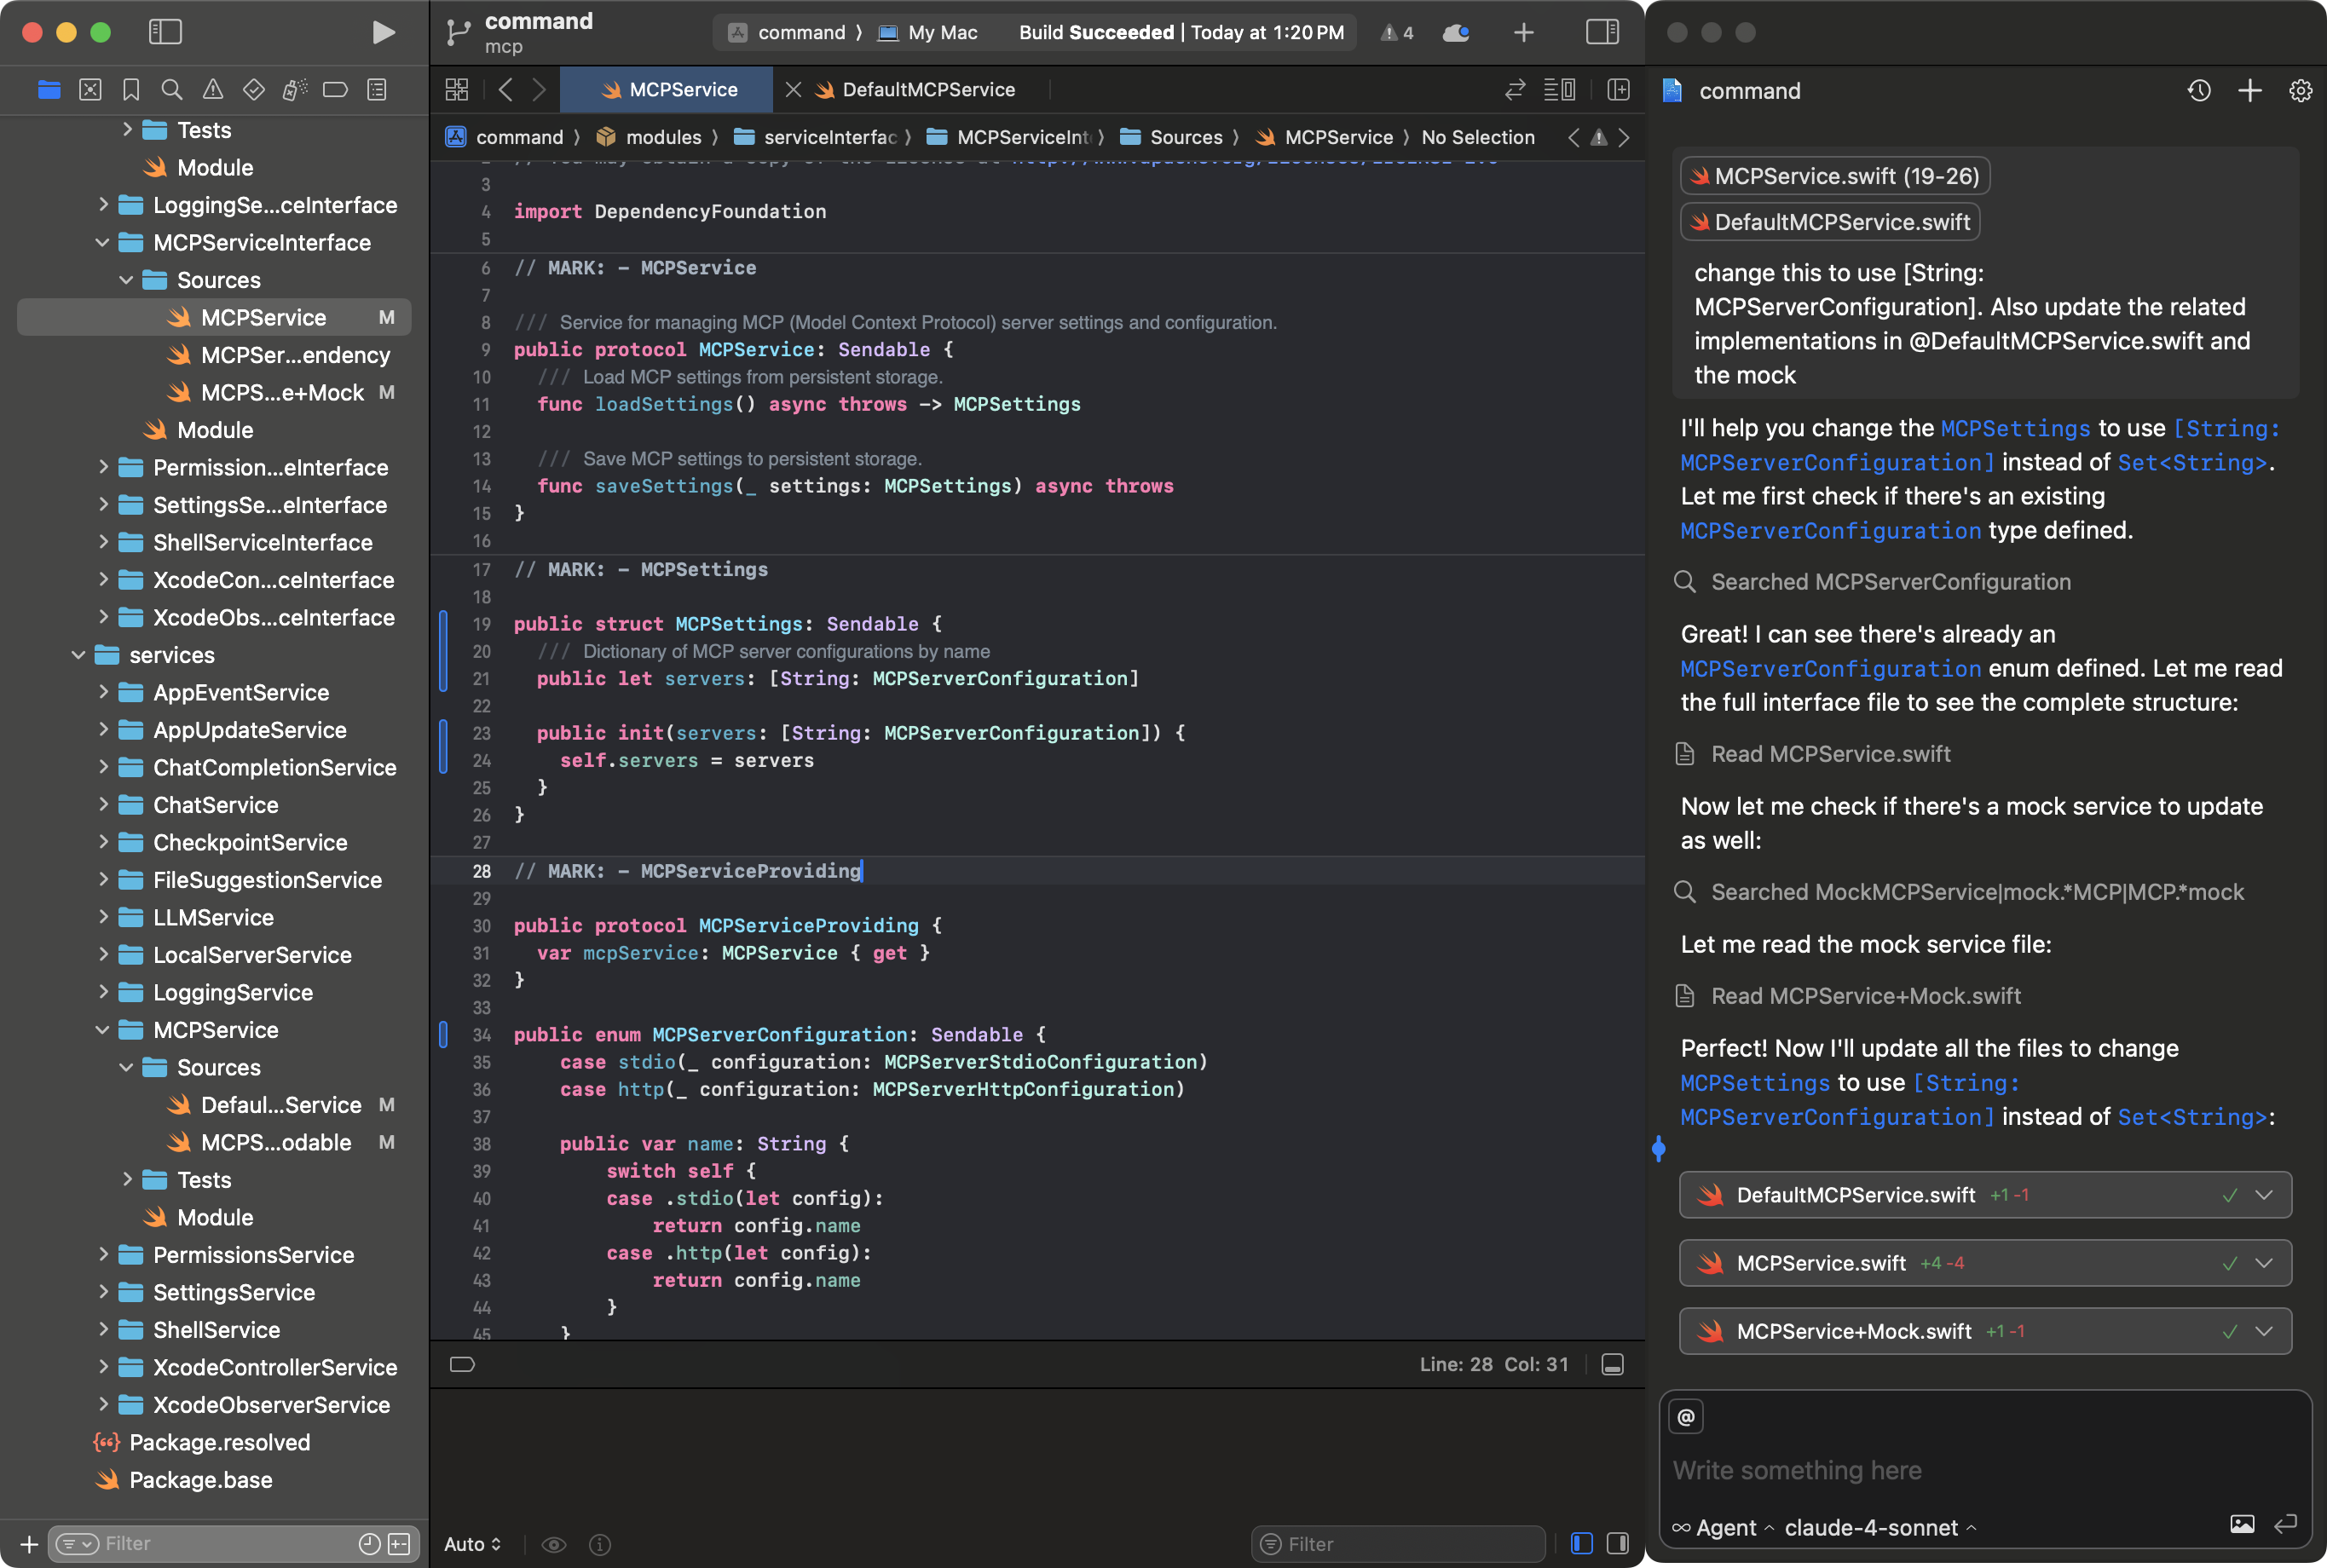 command
mcp
command 〉 My Mac
Build Succeeded | Today at 1:20 PM
4
Tests
Module
LoggingSe...ceInterface
MCPServiceInterface
Sources
MCPService M
MCPSer...endency
MCPS...e+Mock M
Module
Permission...eInterface
SettingsSe...eInterface
ShellServiceInterface
XcodeCon...ceInterface
XcodeObs...ceInterface
services
AppEventService
AppUpdateService
ChatCompletionService
ChatService
CheckpointService
FileSuggestionService
LLMService
LocalServerService
LoggingService
MCPService
Sources
Defaul...Service M
MCPS...odable M
Tests
Module
PermissionsService
SettingsService
ShellService
XcodeControllerService
XcodeObserverService
Package.resolved
Package.base
Filter
MCPService
DefaultMCPService
command 〉 modules 〉 serviceInterfac 〉 MCPServiceInt 〉 Sources 〉 MCPService 〉 No Selection
3
4 import DependencyFoundation
5
6 // MARK: - MCPService
7
8 /// Service for managing MCP (Model Context Protocol) server settings and configuration.
9 public protocol MCPService: Sendable {
10 /// Load MCP settings from persistent storage.
11 func loadSettings() async throws -> MCPSettings
12
13 /// Save MCP settings to persistent storage.
14 func saveSettings(_ settings: MCPSettings) async throws
15 }
16
17 // MARK: - MCPSettings
18
19 public struct MCPSettings: Sendable {
20 /// Dictionary of MCP server configurations by name
21 public let servers: [String: MCPServerConfiguration]
22
23 public init(servers: [String: MCPServerConfiguration]) {
24 self.servers = servers
25 }
26 }
27
28 // MARK: - MCPServiceProviding
29
30 public protocol MCPServiceProviding {
31 var mcpService: MCPService { get }
32 }
33
34 public enum MCPServerConfiguration: Sendable {
35 case stdio(_ configuration: MCPServerStdioConfiguration)
36 case http(_ configuration: MCPServerHttpConfiguration)
37
38 public var name: String {
39 switch self {
40 case .stdio(let config):
41 return config.name
42 case .http(let config):
43 return config.name
44 }
45 }
Line: 28 Col: 31
Auto
Filter
command
MCPService.swift (19-26)
DefaultMCPService.swift
change this to use [String:
MCPServerConfiguration]. Also update the related
implementations in @DefaultMCPService.swift and
the mock
I'll help you change the MCPSettings to use [String:
MCPServerConfiguration] instead of Set<String>.
Let me first check if there's an existing
MCPServerConfiguration type defined.
Searched MCPServerConfiguration
Great! I can see there's already an
MCPServerConfiguration enum defined. Let me read
the full interface file to see the complete structure:
Read MCPService.swift
Now let me check if there's a mock service to update
as well:
Searched MockMCPService|mock.*MCP|MCP.*mock
Let me read the mock service file:
Read MCPService+Mock.swift
Perfect! Now I'll update all the files to change
MCPSettings to use [String:
MCPServerConfiguration] instead of Set<String>:
DefaultMCPService.swift +1 -1
MCPService.swift +4 -4
MCPService+Mock.swift +1 -1
@
Write something here
∞ Agent ^ claude-4-sonnet ^